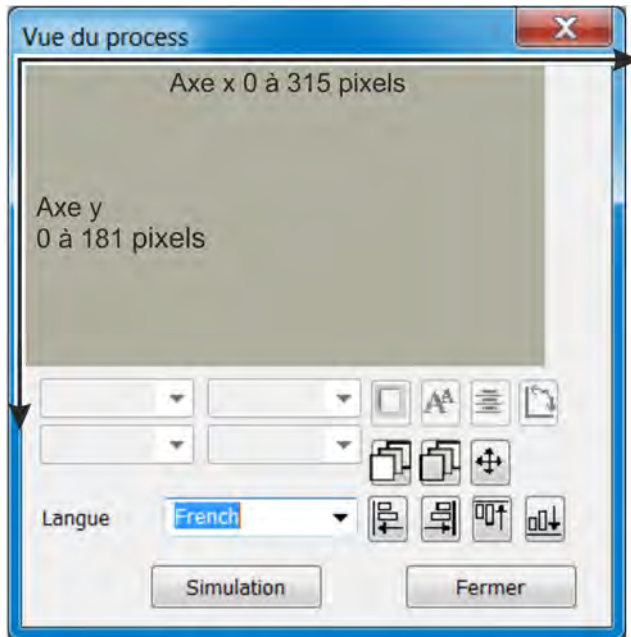 Vue du process
Axe x 0 à 315 pixels
Axe y
0 à 181 pixels
Langue
French
Simulation
Fermer